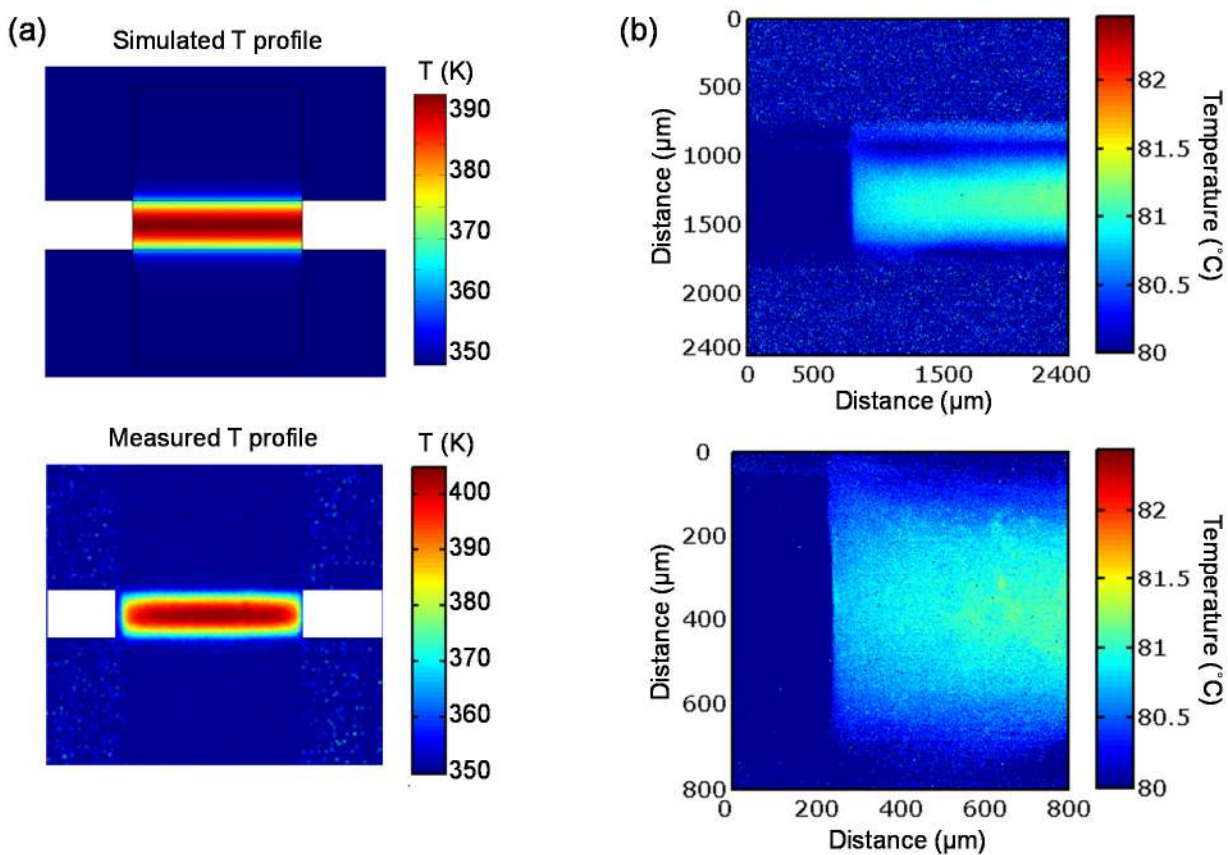 (a)
Simulated T profile
T (K)
390
380
370
360
350
Measured T profile
T (K)
400
390
380
370
360
350
(b)
0
500
1000
1500
2000
2400
Distance (µm)
0 500 1500 2400
Distance (µm)
82
81.5
81
80.5
80
Temperature (˚C)
0
200
400
600
800
Distance (µm)
0 200 400 600 800
Distance (µm)
82
81.5
81
80.5
80
Temperature (˚C)